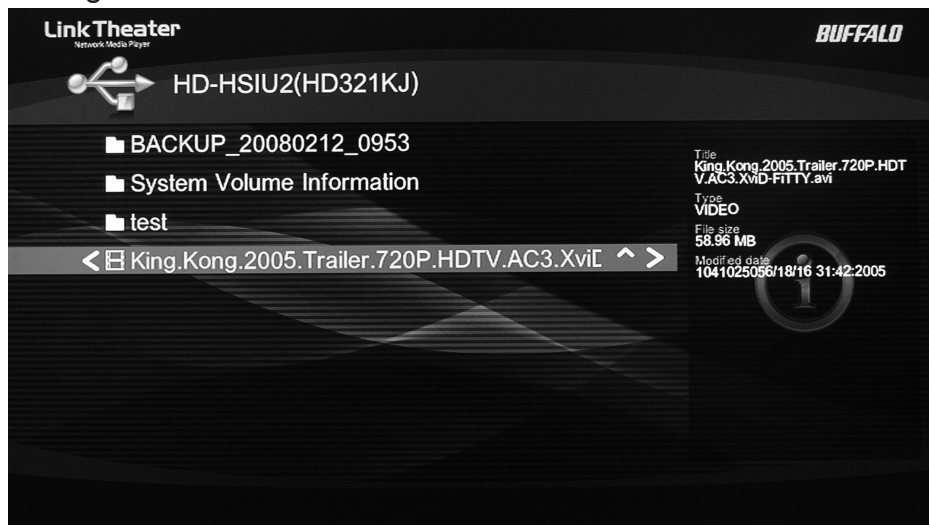 LinkTheater
Network Media Player
BUFFALO
HD-HSIU2(HD321KJ)
BACKUP_20080212_0953
System Volume Information
test
King.Kong.2005.Trailer.720P.HDTV.AC3.XviD
Title
King.Kong.2005.Trailer.720P.HDT
V.AC3.XviD-FiTTY.avi
Type
VIDEO
File size
58.96 MB
Modified date
1041025056/18/16 31:42:2005